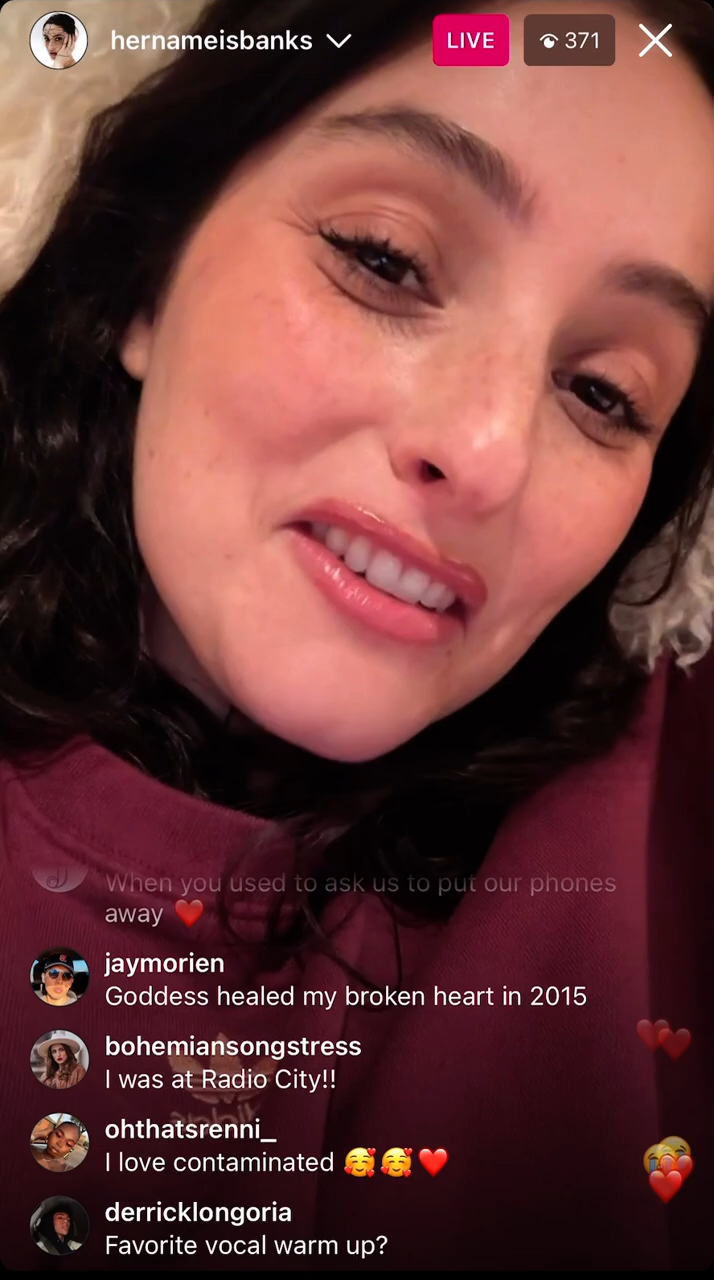 hernameisbanks
LIVE
371
When you used to ask us to put our phones
away ❤️
jaymorien
Goddess healed my broken heart in 2015
bohemiansongstress
I was at Radio City!!
ohthatsrenni_
I love contaminated 🥰🥰❤️
derricklongoria
Favorite vocal warm up?
adidas